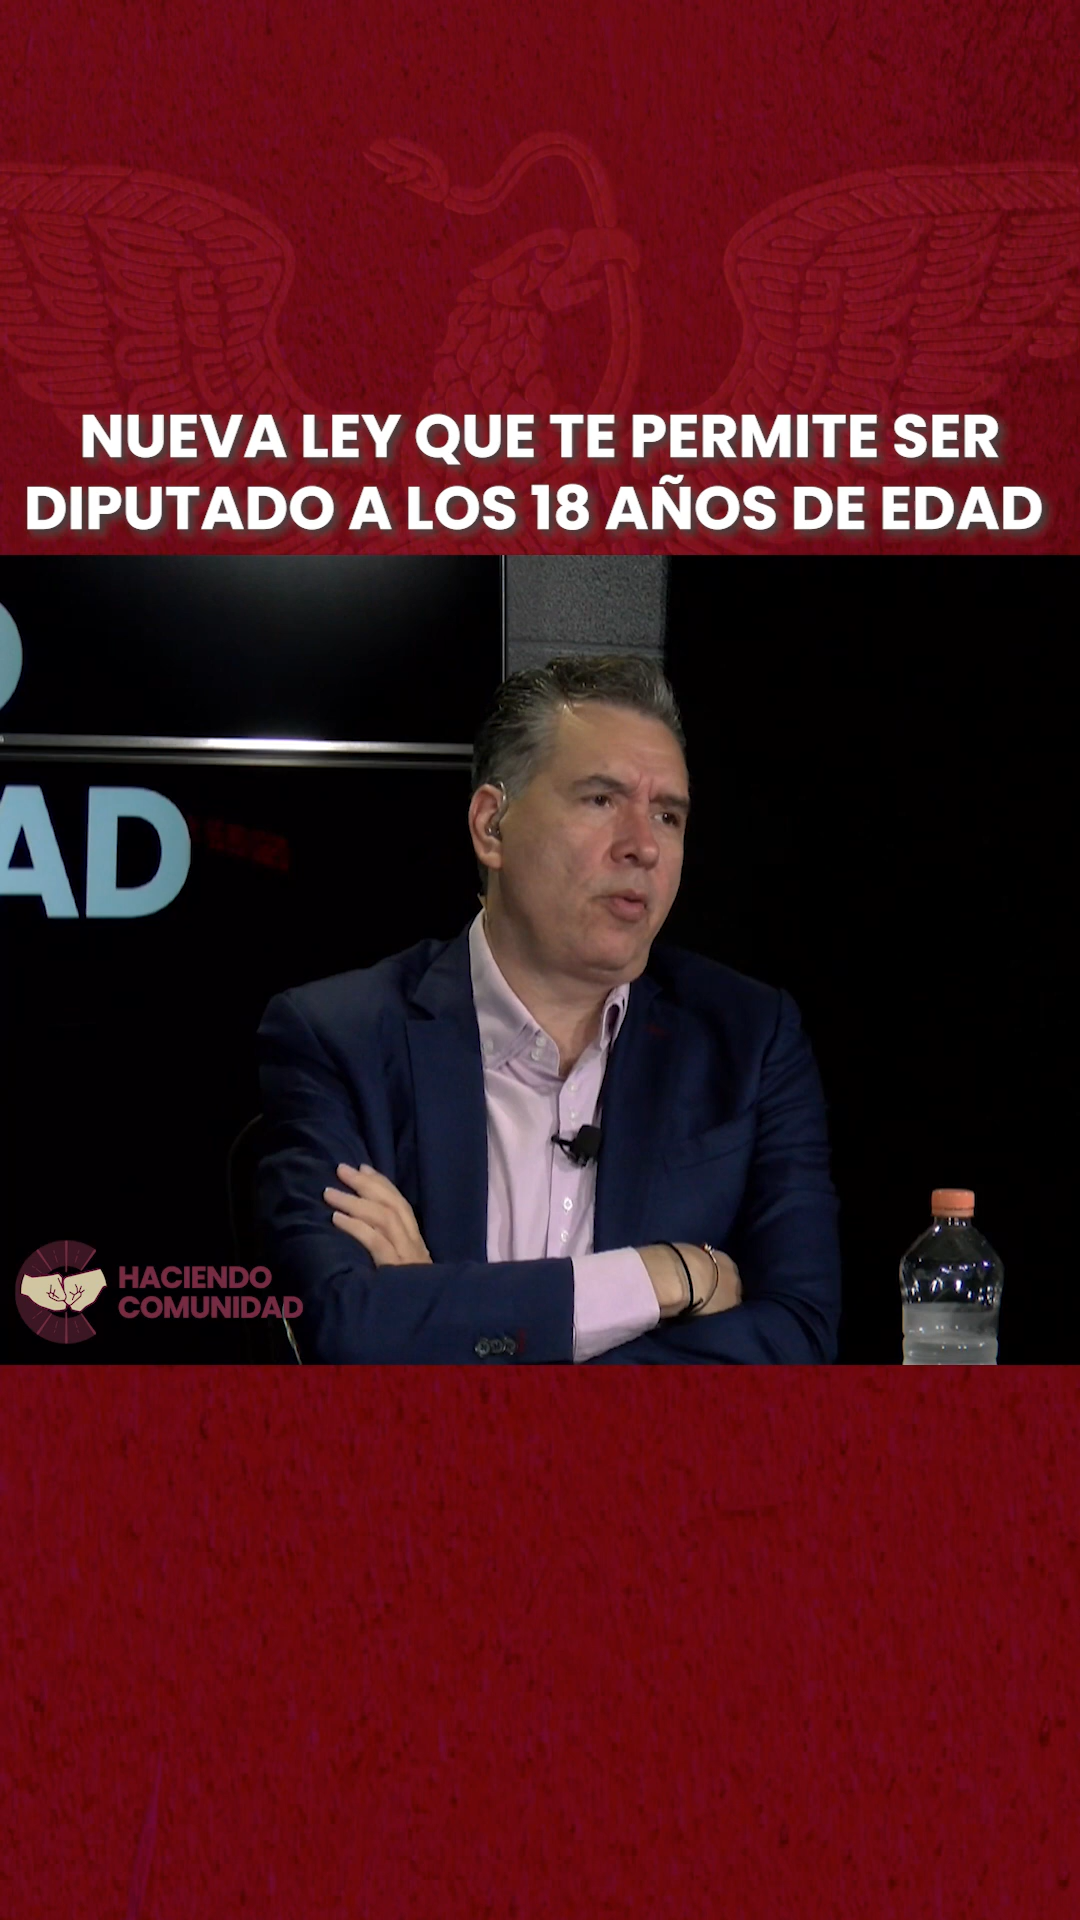 NUEVA LEY QUE TE PERMITE SER
DIPUTADO A LOS 18 AÑOS DE EDAD
AD
HACIENDO
COMUNIDAD